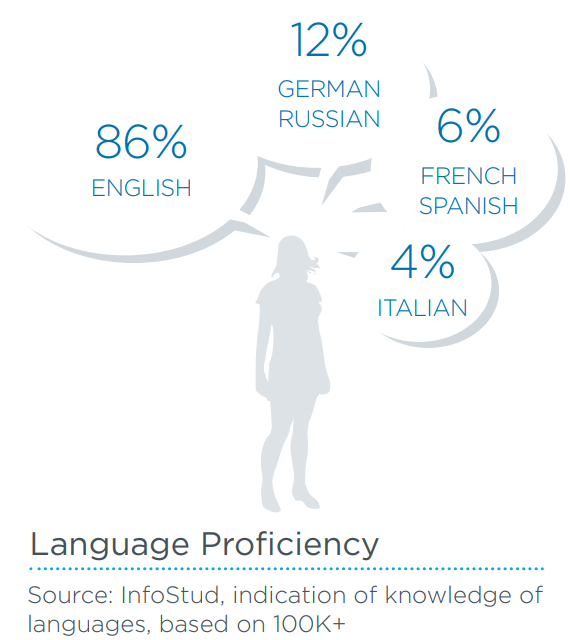 12%
GERMAN
RUSSIAN
86%
ENGLISH
6%
FRENCH
SPANISH
4%
ITALIAN
Language Proficiency
Source: InfoStud, indication of knowledge of
languages, based on 100K+